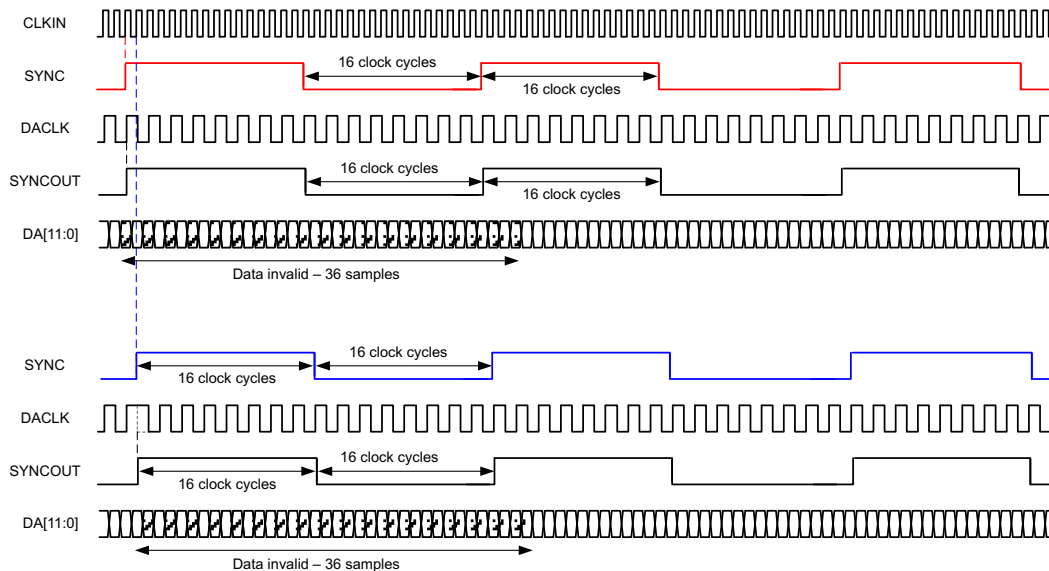 CLKIN
SYNC
16 clock cycles
16 clock cycles
DACLK
SYNCOUT
16 clock cycles
16 clock cycles
DA[11:0]
Data invalid – 36 samples
SYNC
16 clock cycles
16 clock cycles
DACLK
SYNCOUT
16 clock cycles
16 clock cycles
DA[11:0]
Data invalid – 36 samples